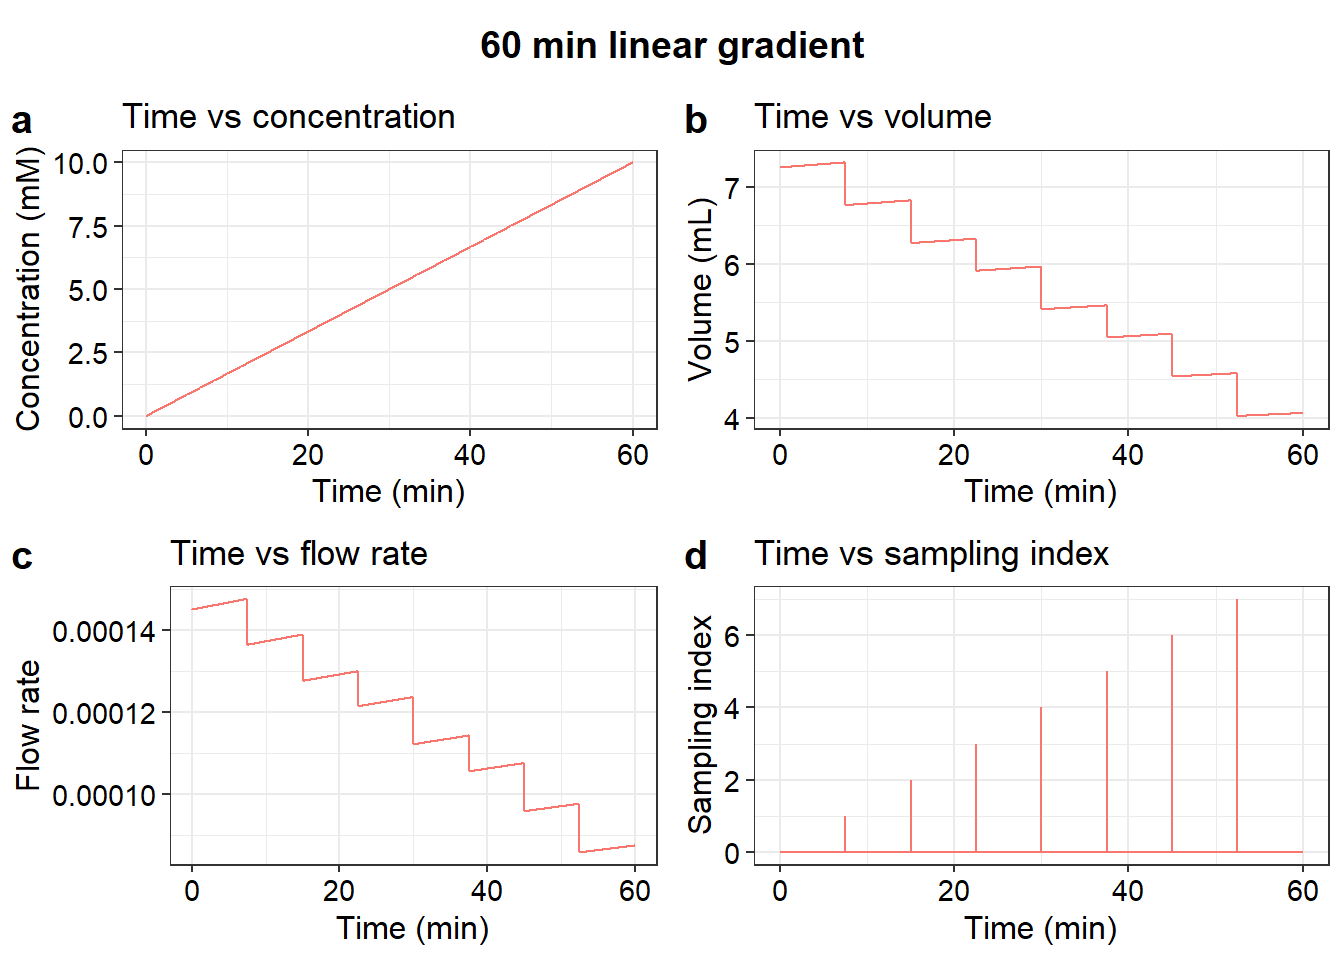 60 min linear gradient
a
Time vs concentration
Concentration (mM)
10.0
7.5
5.0
2.5
0.0
0 20 40 60
Time (min)
b
Time vs volume
Volume (mL)
7
6
5
4
0 20 40 60
Time (min)
c
Time vs flow rate
Flow rate
0.00014
0.00012
0.00010
0 20 40 60
Time (min)
d
Time vs sampling index
Sampling index
6
4
2
0
0 20 40 60
Time (min)